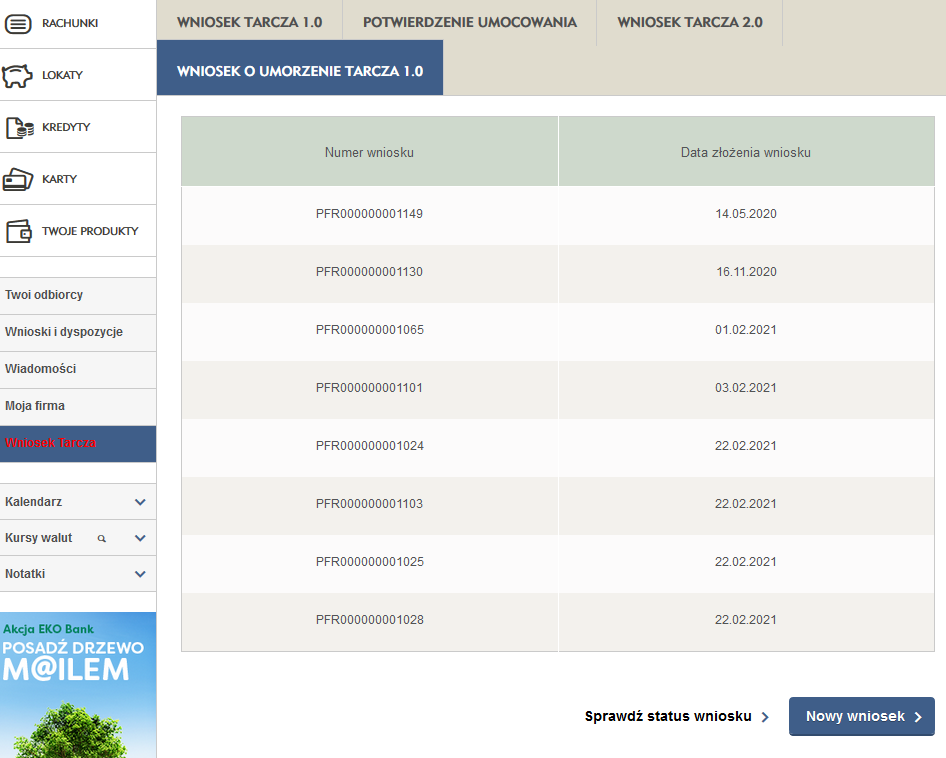 RACHUNKI
LOKATY
KREDYTY
KARTY
TWOJE PRODUKTY
Twoi odbiorcy
Wnioski i dyspozycje
Wiadomości
Moja firma
Wniosek Tarcza
Kalendarz
Kursy walut
Notatki
Akcja EKO Bank
POSADŹ DRZEWO
M@ILEM
WNIOSEK TARCZA 1.0 POTWIERDZENIE UMOCOWANIA WNIOSEK TARCZA 2.0
WNIOSEK O UMORZENIE TARCZA 1.0
Numer wniosku Data złożenia wniosku
PFR000000001149 14.05.2020
PFR000000001130 16.11.2020
PFR000000001065 01.02.2021
PFR000000001101 03.02.2021
PFR000000001024 22.02.2021
PFR000000001103 22.02.2021
PFR000000001025 22.02.2021
PFR000000001028 22.02.2021
Sprawdź status wniosku Nowy wniosek